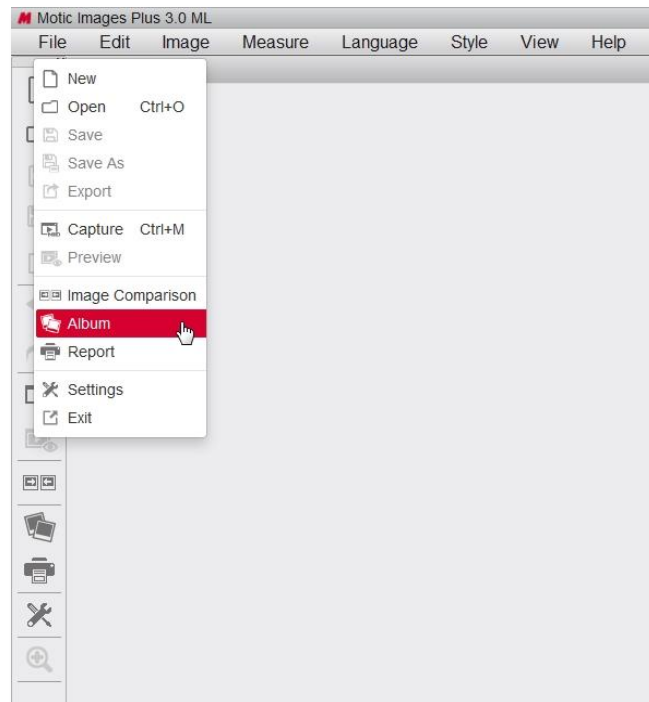 Motic Images Plus 3.0 ML
File Edit Image Measure Language Style View Help
New
Open Ctrl+O
Save
Save As
Export
Capture Ctrl+M
Preview
Image Comparison
Album
Report
Settings
Exit